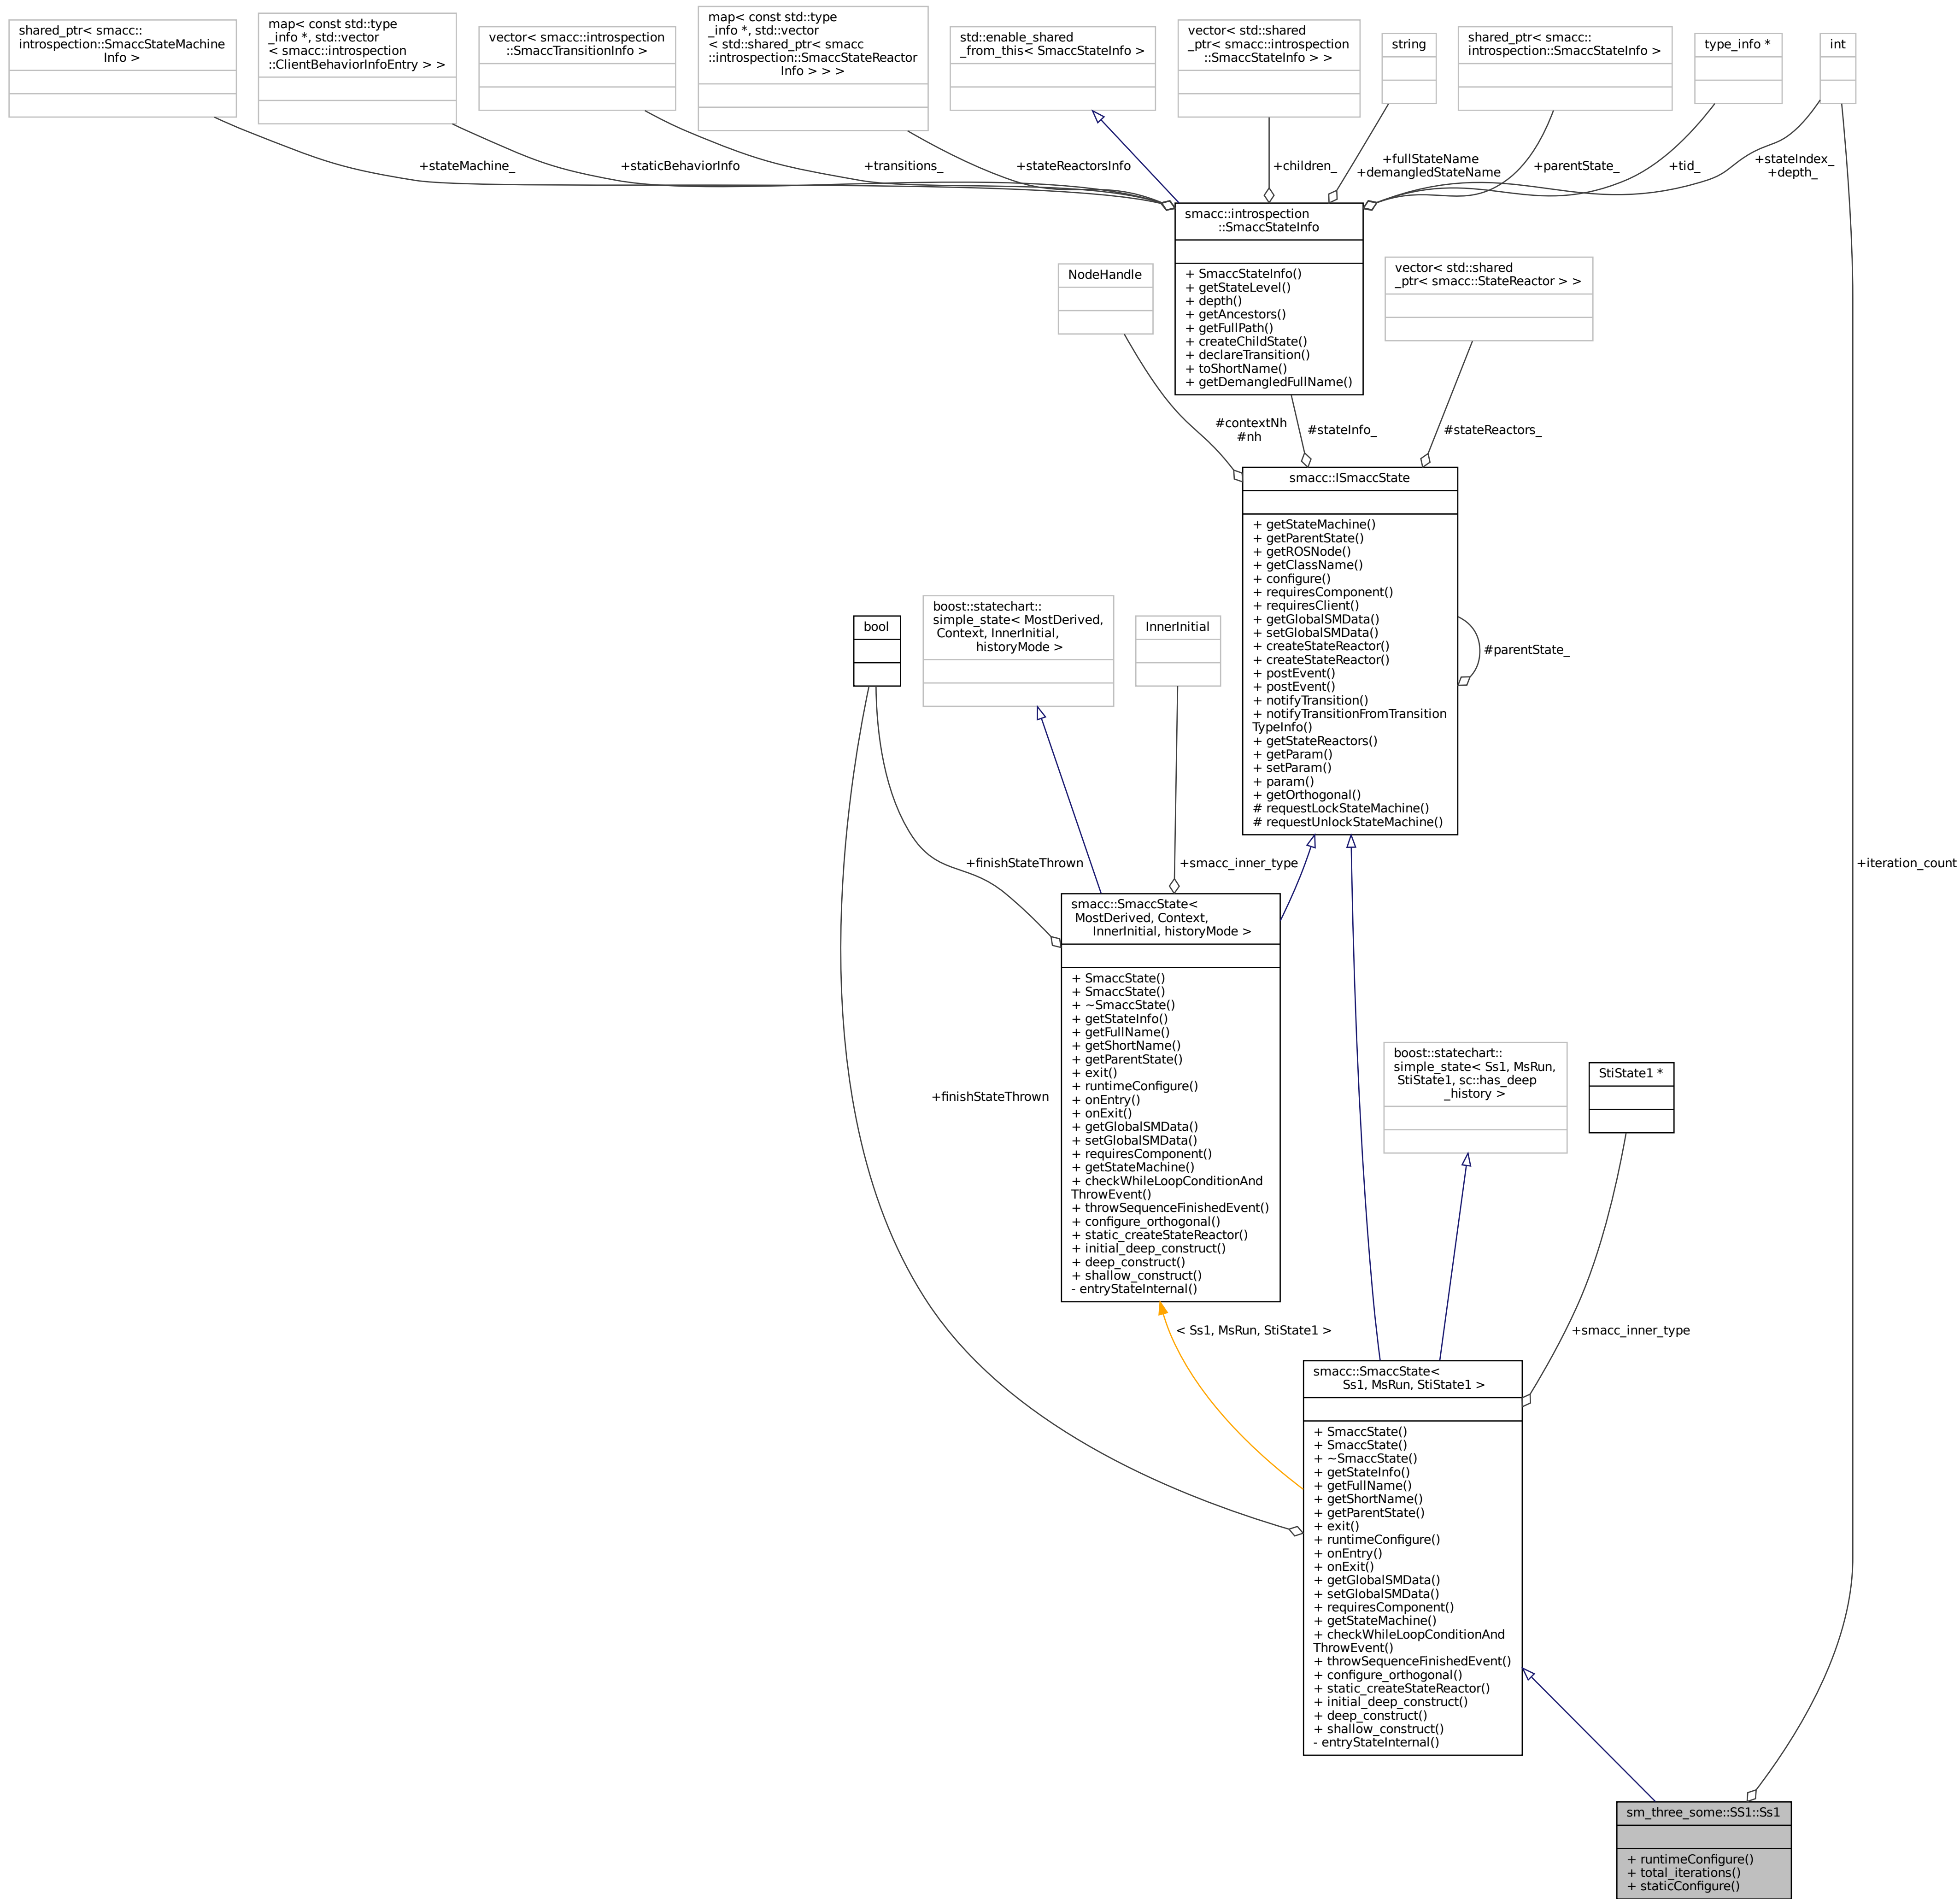 shared_ptr< smacc::
introspection::SmaccStateMachine
Info >
map< const std::type
_info *, std::vector
< smacc::introspection
::ClientBehaviorInfoEntry > >
vector< smacc::introspection
::SmaccTransitionInfo >
map< const std::type
_info *, std::vector
< std::shared_ptr< smacc
::introspection::SmaccStateReactor
Info > > >
std::enable_shared
_from_this< SmaccStateInfo >
vector< std::shared
_ptr< smacc::introspection
::SmaccStateInfo > >
string
shared_ptr< smacc::
introspection::SmaccStateInfo >
type_info *
int
+stateMachine_
+staticBehaviorInfo
+transitions_
+stateReactorsInfo
+children_
+fullStateName
+demangledStateName
+parentState_
+tid_
+stateIndex_
+depth_
smacc::introspection
::SmaccStateInfo
+ SmaccStateInfo()
+ getStateLevel()
+ depth()
+ getAncestors()
+ getFullPath()
+ createChildState()
+ declareTransition()
+ toShortName()
+ getDemangledFullName()
NodeHandle
vector< std::shared
_ptr< smacc::StateReactor > >
#contextNh
#nh
#stateInfo_
#stateReactors_
smacc::ISmaccState
+ getStateMachine()
+ getParentState()
+ getROSNode()
+ getClassName()
+ configure()
+ requiresComponent()
+ requiresClient()
+ getGlobalSMData()
+ setGlobalSMData()
+ createStateReactor()
+ createStateReactor()
+ postEvent()
+ postEvent()
+ notifyTransition()
+ notifyTransitionFromTransition
TypeInfo()
+ getStateReactors()
+ getParam()
+ setParam()
+ param()
+ getOrthogonal()
# requestLockStateMachine()
# requestUnlockStateMachine()
#parentState_
bool
boost::statechart::
simple_state< MostDerived,
Context, InnerInitial,
historyMode >
InnerInitial
+finishStateThrown
+smacc_inner_type
+iteration_count
smacc::SmaccState<
MostDerived, Context,
InnerInitial, historyMode >
+ SmaccState()
+ SmaccState()
+ ~SmaccState()
+ getStateInfo()
+ getFullName()
+ getShortName()
+ getParentState()
+ exit()
+ runtimeConfigure()
+ onEntry()
+ onExit()
+ getGlobalSMData()
+ setGlobalSMData()
+ requiresComponent()
+ getStateMachine()
+ checkWhileLoopConditionAnd
ThrowEvent()
+ throwSequenceFinishedEvent()
+ configure_orthogonal()
+ static_createStateReactor()
+ initial_deep_construct()
+ deep_construct()
+ shallow_construct()
- entryStateInternal()
+finishStateThrown
boost::statechart::
simple_state< Ss1, MsRun,
StiState1, sc::has_deep
_history >
StiState1 *
< Ss1, MsRun, StiState1 >
+smacc_inner_type
smacc::SmaccState<
Ss1, MsRun, StiState1 >
+ SmaccState()
+ SmaccState()
+ ~SmaccState()
+ getStateInfo()
+ getFullName()
+ getShortName()
+ getParentState()
+ exit()
+ runtimeConfigure()
+ onEntry()
+ onExit()
+ getGlobalSMData()
+ setGlobalSMData()
+ requiresComponent()
+ getStateMachine()
+ checkWhileLoopConditionAnd
ThrowEvent()
+ throwSequenceFinishedEvent()
+ configure_orthogonal()
+ static_createStateReactor()
+ initial_deep_construct()
+ deep_construct()
+ shallow_construct()
- entryStateInternal()
sm_three_some::SS1::Ss1
+ runtimeConfigure()
+ total_iterations()
+ staticConfigure()